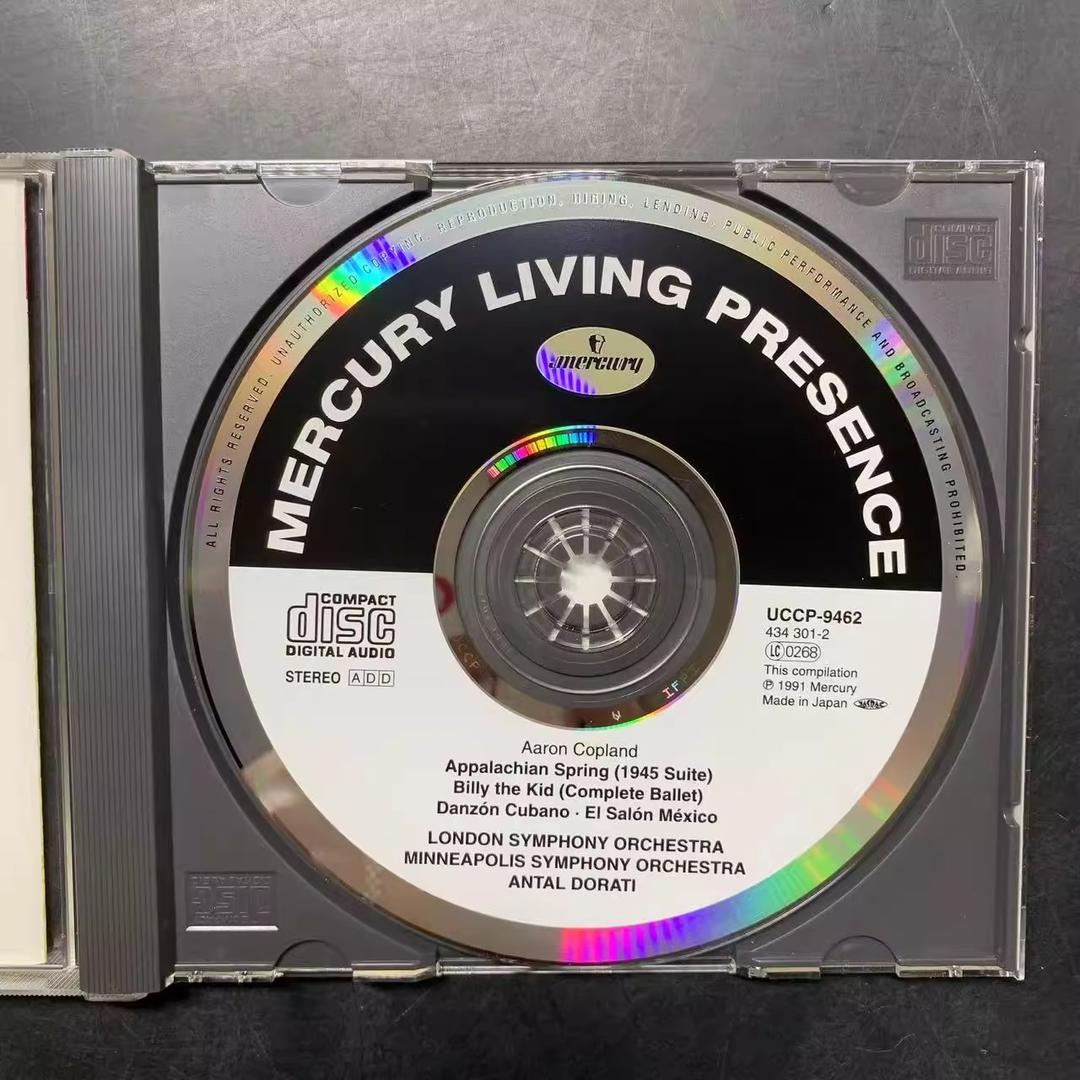 ALL RIGHTS RESERVED. UNAUTHORIZED COPYING, REPRODUCTION, HIRING, LENDING, PUBLIC PERFORMANCE AND BROADCASTING PROHIBITED.
MERCURY LIVING PRESENCE
mercury
COMPACT
disc
DIGITAL AUDIO
COMPACT
disc
DIGITAL AUDIO
STEREO ADD
UCCP-9462
434 301-2
LC 0268
This compilation
℗ 1991 Mercury
Made in Japan JASRAC
IFPI
Aaron Copland
Appalachian Spring (1945 Suite)
Billy the Kid (Complete Ballet)
Danzón Cubano · El Salón México
LONDON SYMPHONY ORCHESTRA
MINNEAPOLIS SYMPHONY ORCHESTRA
ANTAL DORATI